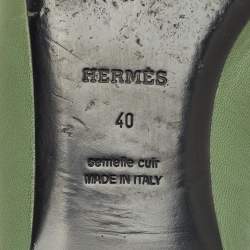 HERMÈS
40
semelle cuir
MADE IN ITALY